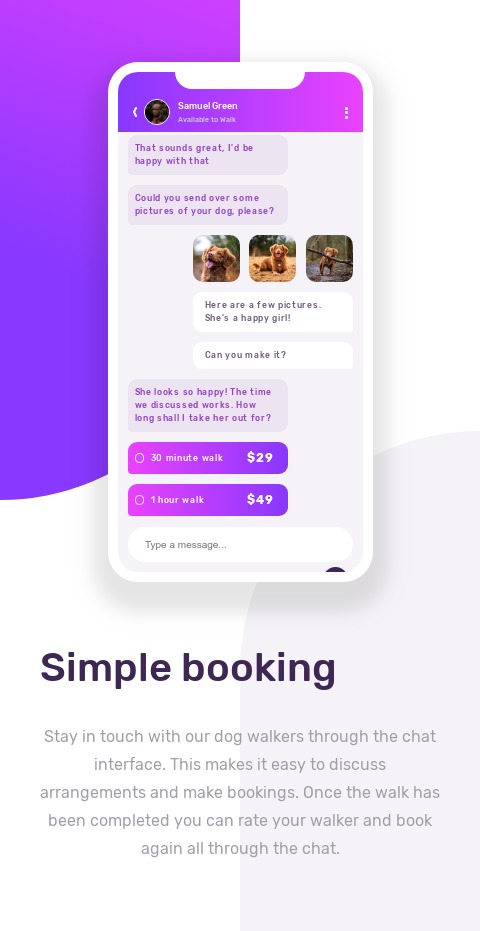 Samuel Green
Available to Walk
That sounds great, I'd be
happy with that
Could you send over some
pictures of your dog, please?
Here are a few pictures.
She's a happy girl!
Can you make it?
She looks so happy! The time
we discussed works. How
long shall I take her out for?
30 minute walk $29
1 hour walk $49
Type a message...
Simple booking
Stay in touch with our dog walkers through the chat
interface. This makes it easy to discuss
arrangements and make bookings. Once the walk has
been completed you can rate your walker and book
again all through the chat.